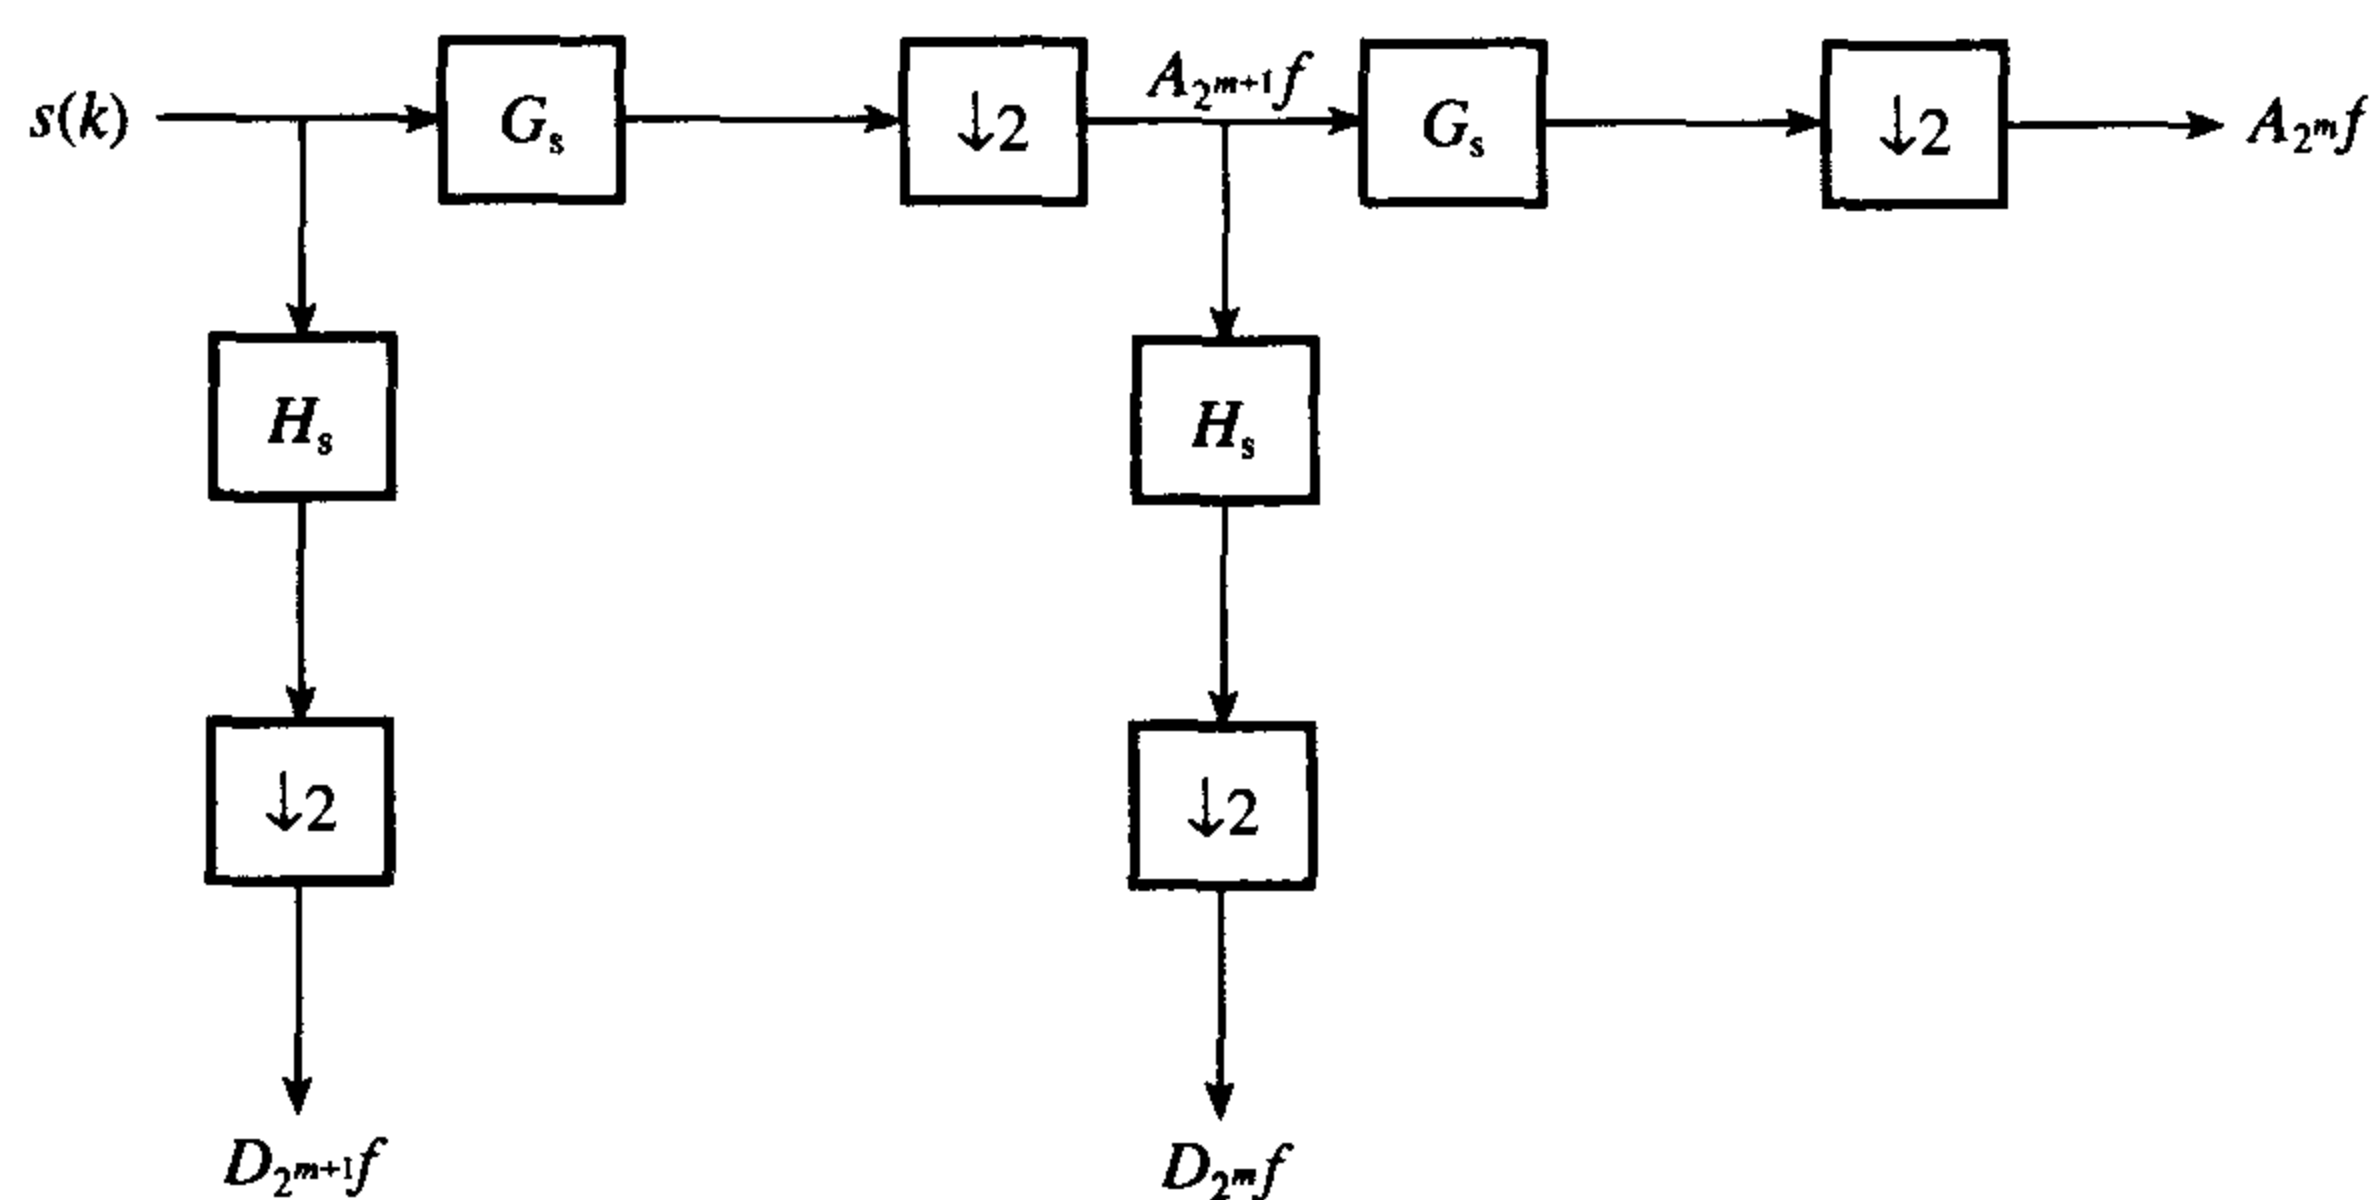 s(k)
G_s
↓2
A_{2^{m+1}}f
G_s
↓2
A_{2^m}f
H_s
H_s
↓2
↓2
D_{2^{m+1}}f
D_{2^m}f